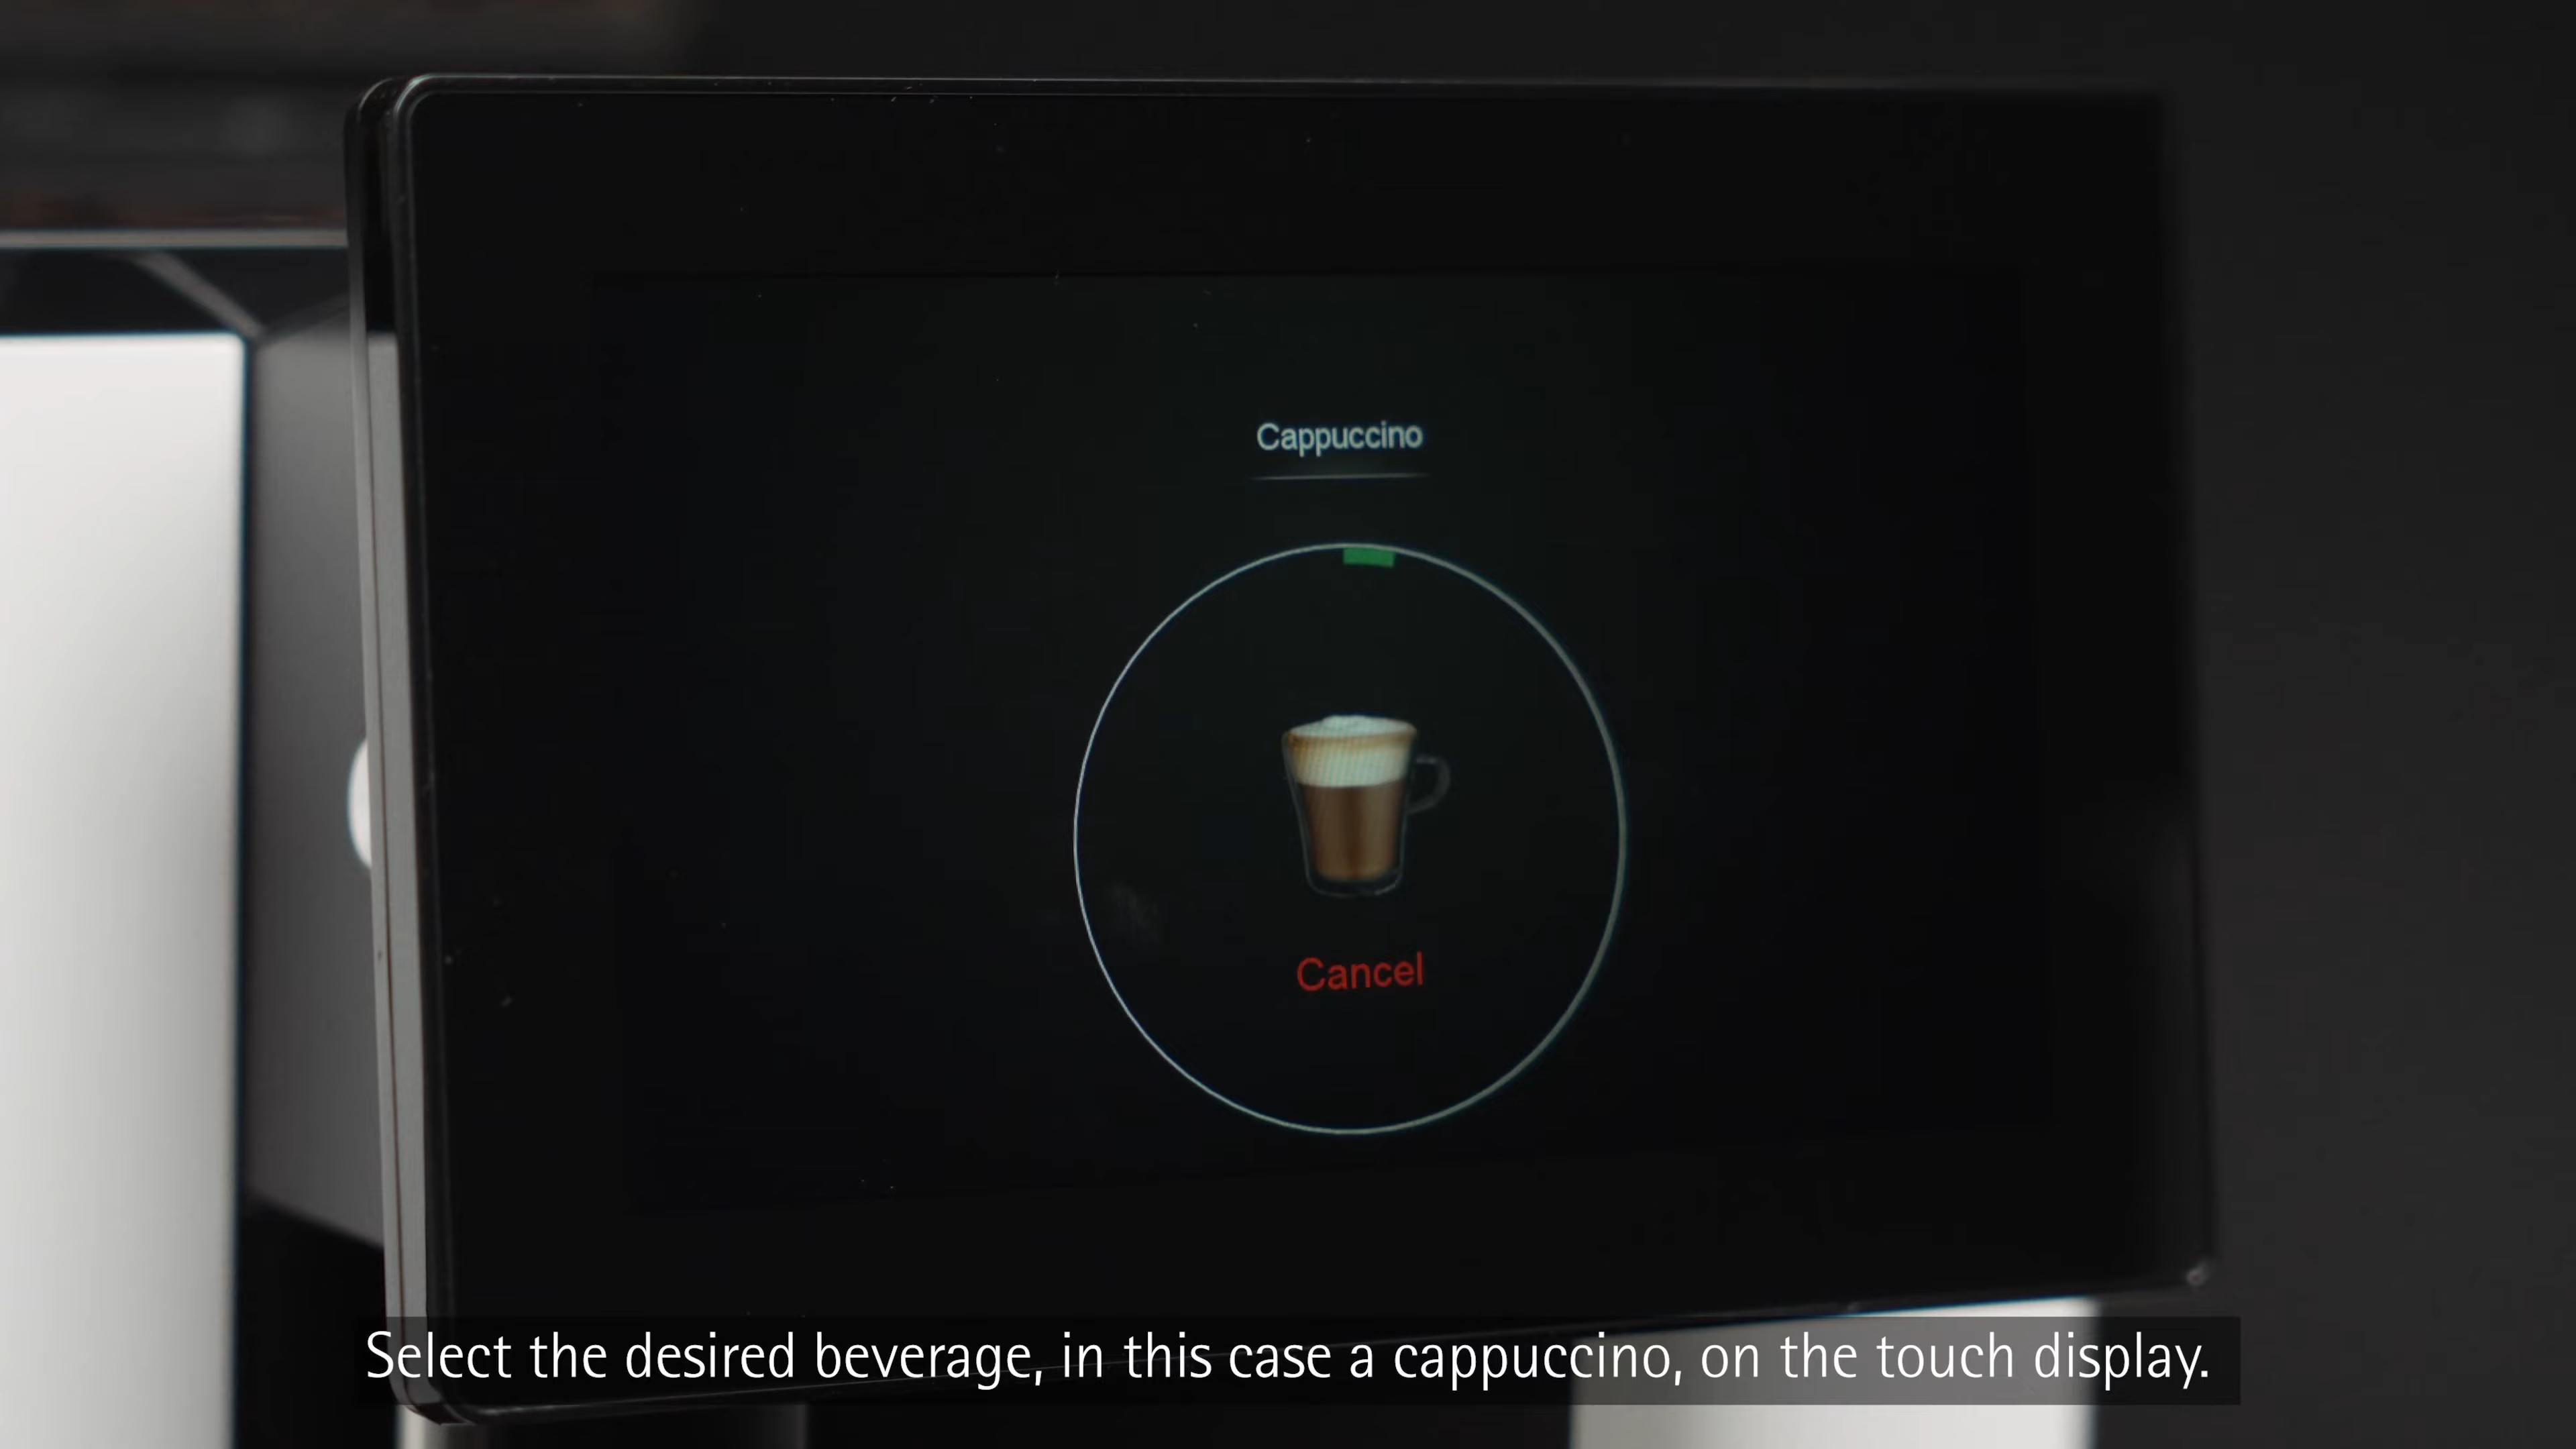 Cappuccino
Cancel
Select the desired beverage, in this case a cappuccino, on the touch display.